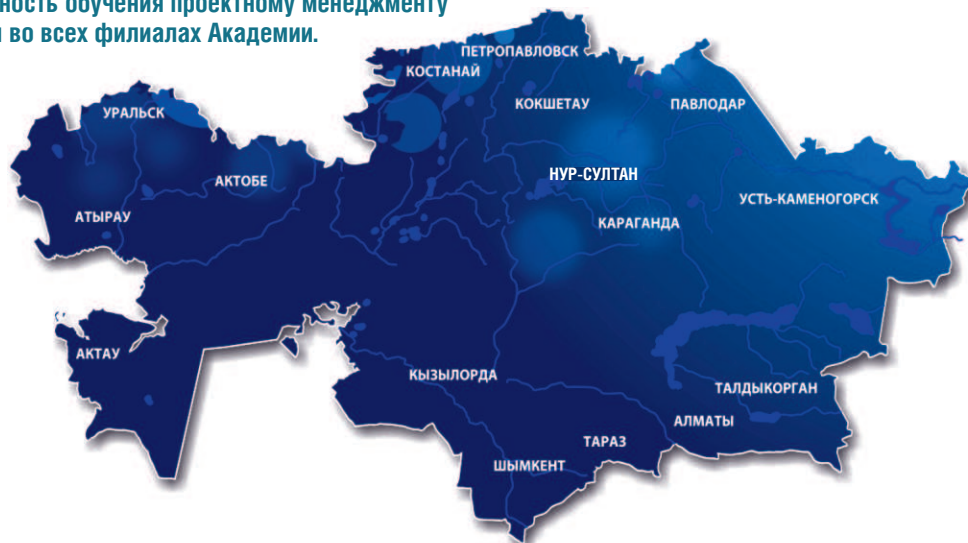 ность обучения проектному менеджменту
во всех филиалах Академии.
ПЕТРОПАВЛОВСК
КОСТАНАЙ
КОКШЕТАУ
ПАВЛОДАР
УРАЛЬСК
НУР-СУЛТАН
АКТОБЕ
УСТЬ-КАМЕНОГОРСК
АТЫРАУ
КАРАГАНДА
АКТАУ
КЫЗЫЛОРДА
ТАЛДЫКОРГАН
АЛМАТЫ
ТАРАЗ
ШЫМКЕНТ